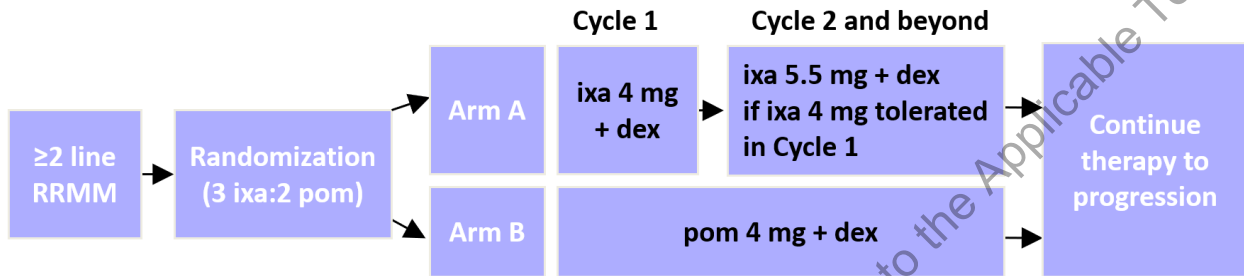 Cycle 1
Cycle 2 and beyond
≥2 line
RRMM
Randomization
(3 ixa:2 pom)
Arm A
ixa 4 mg
+ dex
ixa 5.5 mg + dex
if ixa 4 mg tolerated
in Cycle 1
Arm B
pom 4 mg + dex
Continue
therapy to
progression
to the Applicable